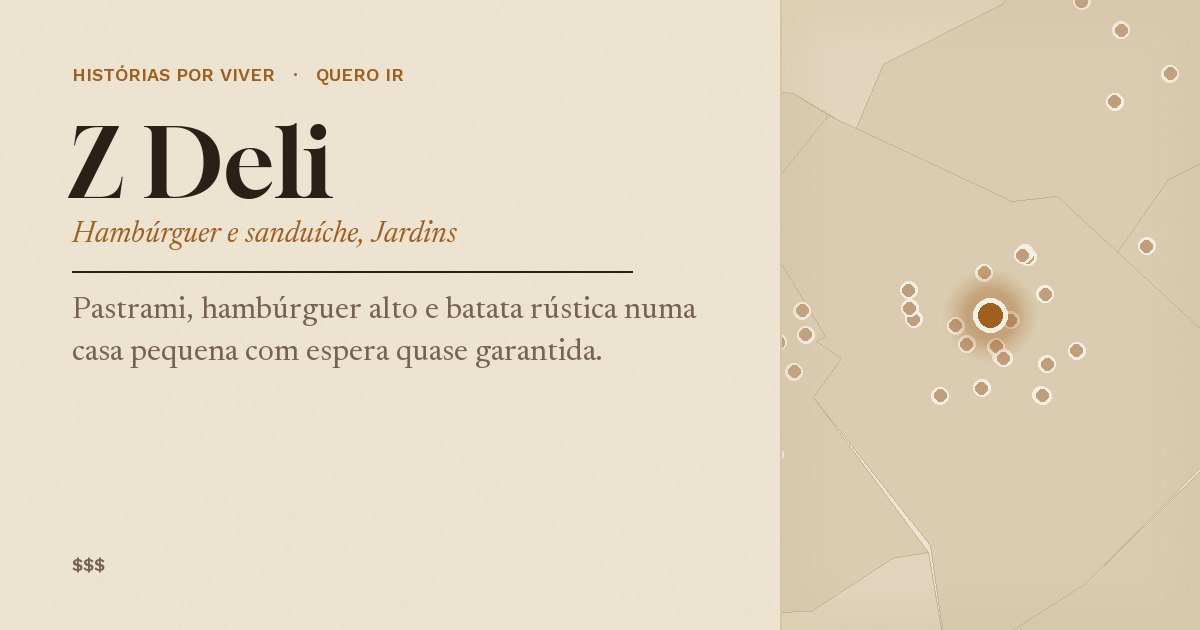 HISTÓRIAS POR VIVER · QUERO IR
Z Deli
Hambúrguer e sanduíche, Jardins
Pastrami, hambúrguer alto e batata rústica numa
casa pequena com espera quase garantida.
$$$